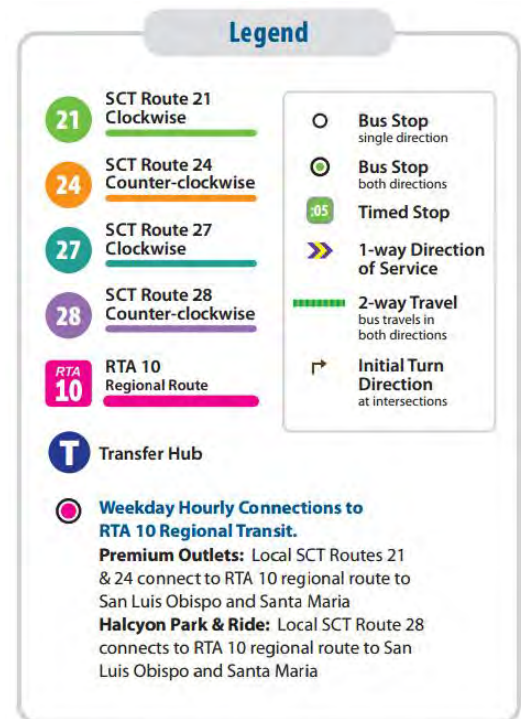 Legend
21
SCT Route 21
Clockwise
24
SCT Route 24
Counter-clockwise
27
SCT Route 27
Clockwise
28
SCT Route 28
Counter-clockwise
RTA
10
RTA 10
Regional Route
T
Transfer Hub
Bus Stop
single direction
Bus Stop
both directions
:05
Timed Stop
1-way Direction
of Service
2-way Travel
bus travels in
both directions
Initial Turn
Direction
at intersections
Weekday Hourly Connections to
RTA 10 Regional Transit.
Premium Outlets: Local SCT Routes 21
& 24 connect to RTA 10 regional route to
San Luis Obispo and Santa Maria
Halcyon Park & Ride: Local SCT Route 28
connects to RTA 10 regional route to San
Luis Obispo and Santa Maria